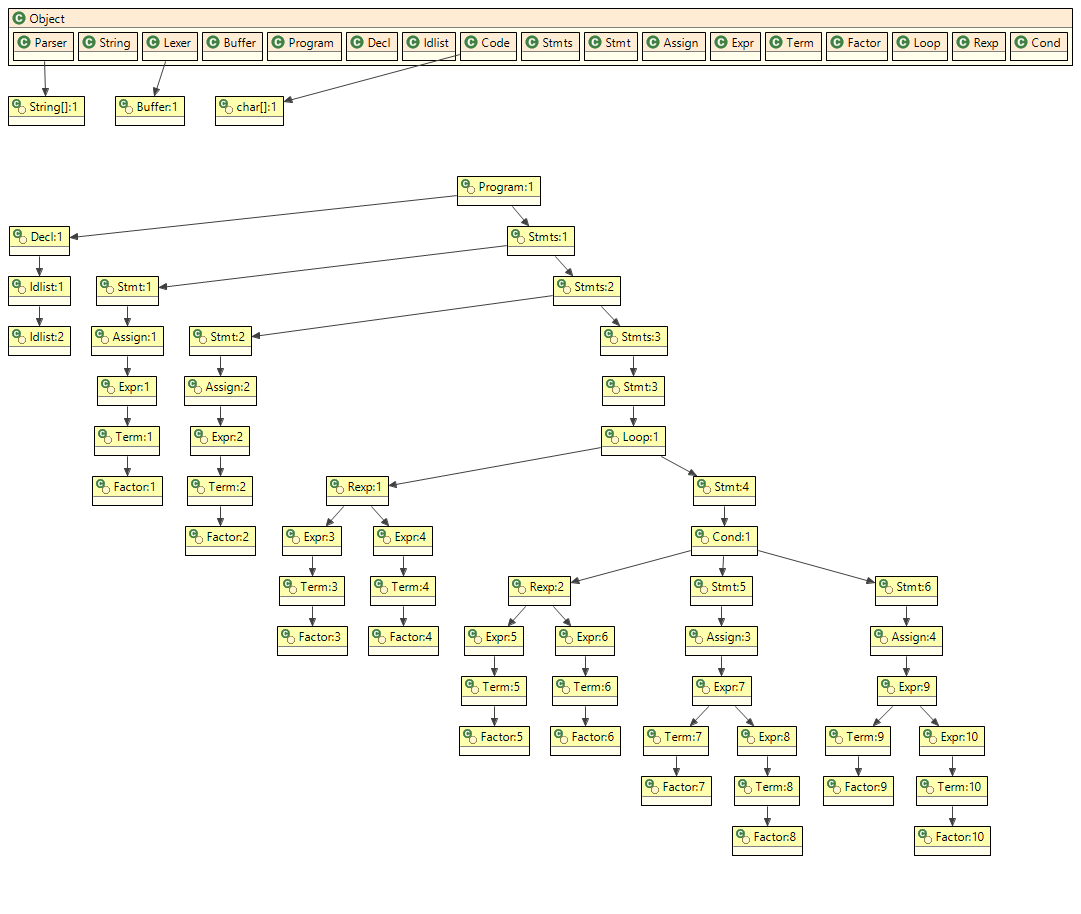 Object
Parser String Lexer Buffer Program Decl Idlist Code Stmts Stmt Assign Expr Term Factor Loop Rexp Cond
String[]:1 Buffer:1 char[]:1
Program:1
Decl:1 Stmts:1
Idlist:1 Stmt:1 Stmts:2
Idlist:2 Assign:1 Stmt:2 Stmts:3
Expr:1 Assign:2 Stmt:3
Term:1 Expr:2 Loop:1
Factor:1 Term:2 Rexp:1 Stmt:4
Factor:2 Expr:3 Expr:4 Cond:1
Term:3 Term:4 Rexp:2 Stmt:5 Stmt:6
Factor:3 Factor:4 Expr:5 Expr:6 Assign:3 Assign:4
Term:5 Term:6 Expr:7 Expr:9
Factor:5 Factor:6 Term:7 Expr:8 Term:9 Expr:10
Factor:7 Term:8 Factor:9 Term:10
Factor:8 Factor:10